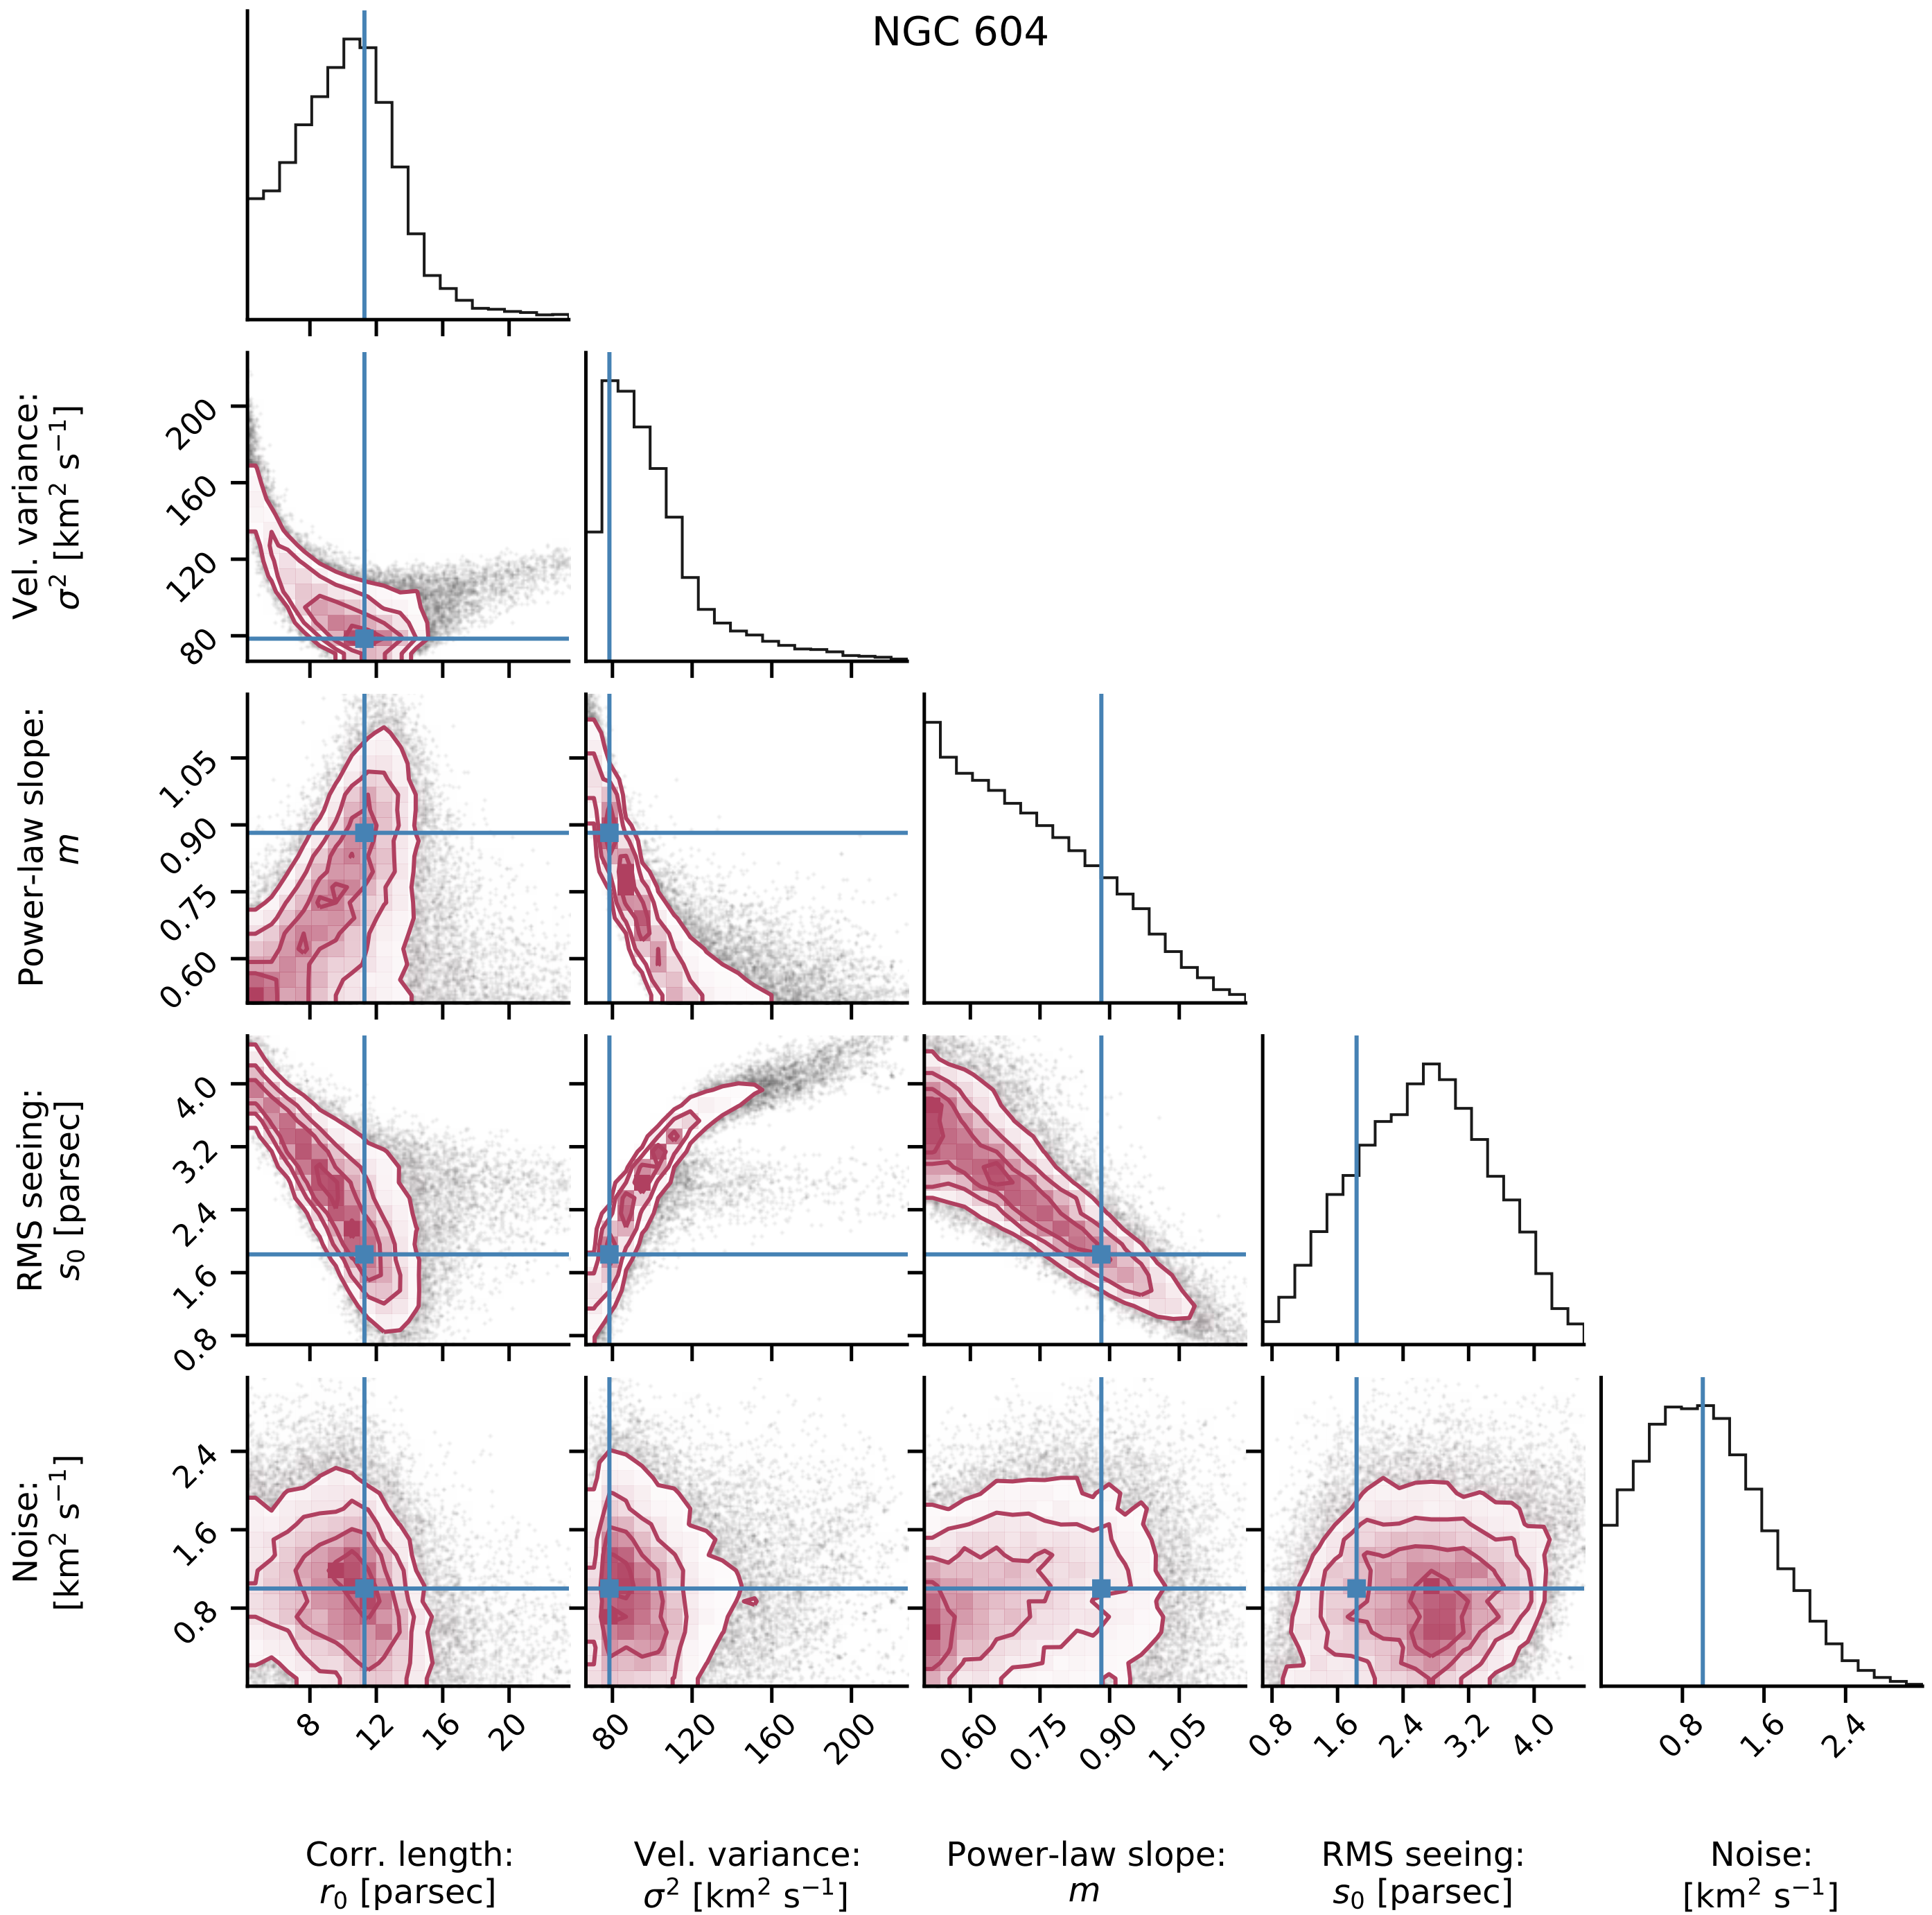 NGC 604
Vel. variance:
σ² [km² s⁻¹]
200
160
120
80
Power-law slope:
m
1.05
0.90
0.75
0.60
RMS seeing:
s₀ [parsec]
4.0
3.2
2.4
1.6
0.8
Noise:
[km² s⁻¹]
2.4
1.6
0.8
8 12 16 20
80 120 160 200
0.60 0.75 0.90 1.05
0.8 1.6 2.4 3.2 4.0
0.8 1.6 2.4
Corr. length:
r₀ [parsec]
Vel. variance:
σ² [km² s⁻¹]
Power-law slope:
m
RMS seeing:
s₀ [parsec]
Noise:
[km² s⁻¹]